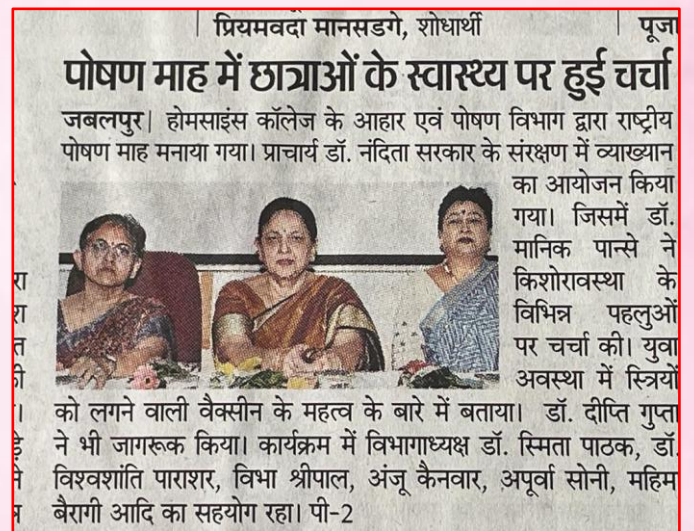 प्रियमवदा मानसडगे, शोधार्थी
पूजा
पोषण माह में छात्राओं के स्वास्थ्य पर हुई चर्चा
जबलपुर| होमसाइंस कॉलेज के आहार एवं पोषण विभाग द्वारा राष्ट्रीय
पोषण माह मनाया गया। प्राचार्य डॉ. नंदिता सरकार के संरक्षण में व्याख्यान
का आयोजन किया
गया। जिसमें डॉ.
मानिक पान्से ने
किशोरावस्था के
विभिन्न पहलुओं
पर चर्चा की। युवा
अवस्था में स्त्रियों
को लगने वाली वैक्सीन के महत्व के बारे में बताया। डॉ. दीप्ति गुप्ता
ने भी जागरूक किया। कार्यक्रम में विभागाध्यक्ष डॉ. स्मिता पाठक, डॉ.
विश्वशांति पाराशर, विभा श्रीपाल, अंजू कैनवार, अपूर्वा सोनी, महिम
बैरागी आदि का सहयोग रहा। पी-2